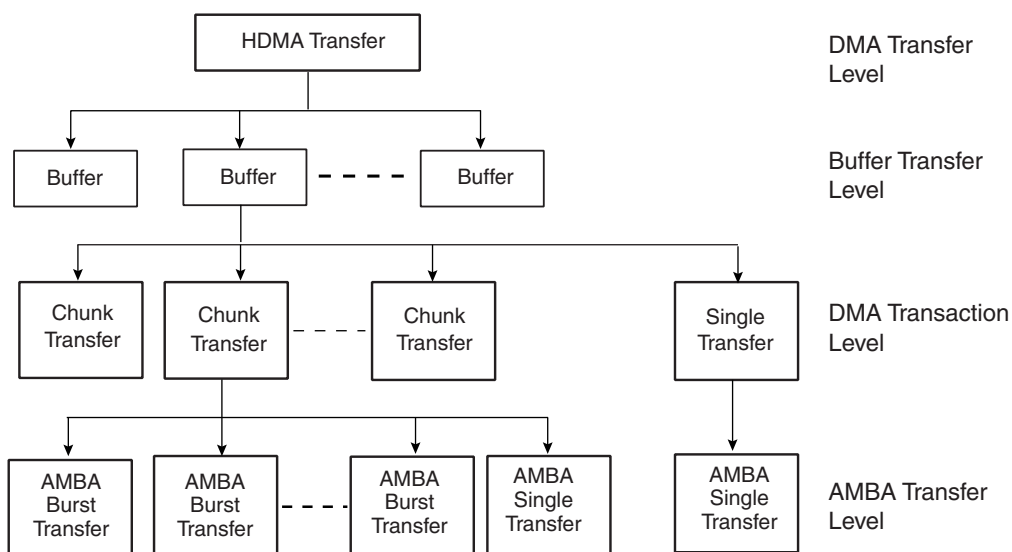 HDMA Transfer
DMA Transfer
Level
Buffer
Buffer
Buffer
Buffer Transfer
Level
Chunk
Transfer
Chunk
Transfer
Chunk
Transfer
Single
Transfer
DMA Transaction
Level
AMBA
Burst
Transfer
AMBA
Burst
Transfer
AMBA
Burst
Transfer
AMBA
Single
Transfer
AMBA
Single
Transfer
AMBA Transfer
Level